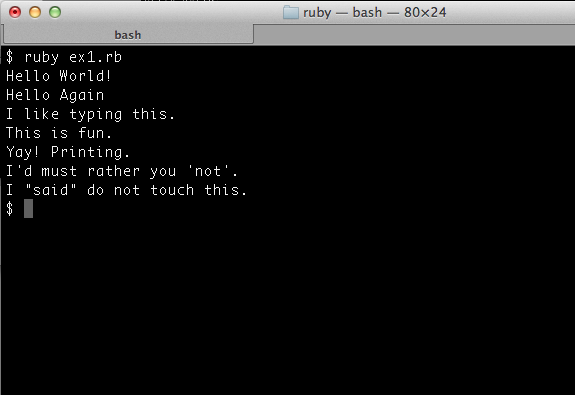 ruby — bash — 80×24
bash
$ ruby ex1.rb
Hello World!
Hello Again
I like typing this.
This is fun.
Yay! Printing.
I'd must rather you 'not'.
I "said" do not touch this.
$